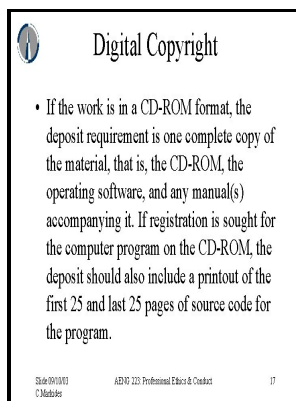 Digital Copyright
• If the work is in a CD-ROM format, the
deposit requirement is one complete copy of
the material, that is, the CD-ROM, the
operating software, and any manual(s)
accompanying it. If registration is sought for
the computer program on the CD-ROM, the
deposit should also include a printout of the
first 25 and last 25 pages of source code for
the program.
Slide 09/10/03
C Markides
AENG 223: Professional Ethics & Conduct
17